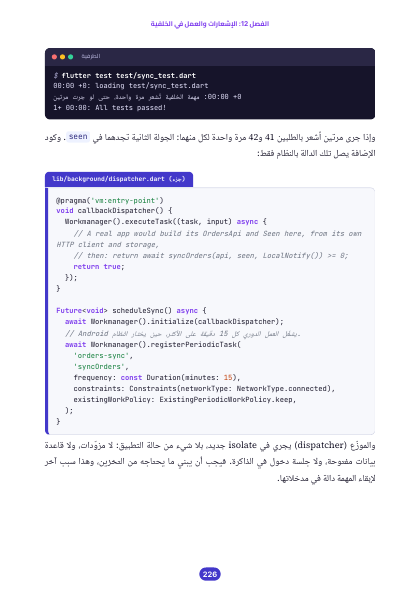 الفصل 12: الإشعارات والعمل في الخلفية
الطرفية
$ flutter test test/sync_test.dart
00:00 +0: loading test/sync_test.dart
00:00 +0: مهمة الخلفية تُشعر مرة واحدة، حتى لو جرت مرتين
1+ 00:00: All tests passed!
وإذا جرى مرتين أشعر بالطلبين 41 و42 مرة واحدة لكل منهما: الجولة الثانية تجدهما في seen. وكود
الإضافة يصل تلك الدالة بالنظام فقط:
lib/background/dispatcher.dart (جزء)
@pragma('vm:entry-point')
void callbackDispatcher() {
  Workmanager().executeTask((task, input) async {
    // A real app would build its OrdersApi and Seen here, from its own
HTTP client and storage,
    // then: return await syncOrders(api, seen, LocalNotify()) >= 0;
    return true;
  });
}
Future<void> scheduleSync() async {
  await Workmanager().initialize(callbackDispatcher);
  // Android يشغّل العمل الدوري كل 15 دقيقة على الأكثر، حين يختار النظام.
  await Workmanager().registerPeriodicTask(
    'orders-sync',
    'syncOrders',
    frequency: const Duration(minutes: 15),
    constraints: Constraints(networkType: NetworkType.connected),
    existingWorkPolicy: ExistingPeriodicWorkPolicy.keep,
  );
}
والموزّع (dispatcher) يجري في isolate جديد، بلا شيء من حالة التطبيق: لا مزوّدات، ولا قاعدة
بيانات مفتوحة، ولا جلسة دخول في الذاكرة. فيجب أن يبني ما يحتاجه من التخزين، وهذا سبب آخر
لإبقاء المهمة دالة في مدخلاتها.
226